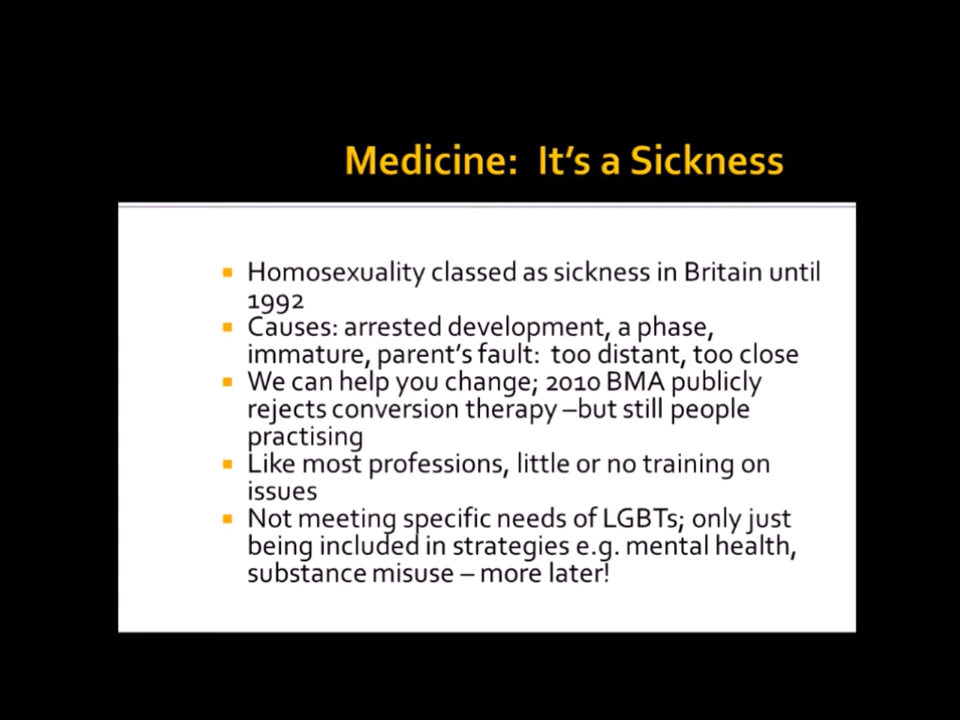 Medicine:  It's a Sickness
Homosexuality classed as sickness in Britain until
1992
Causes: arrested development, a phase,
immature, parent's fault:  too distant, too close
We can help you change; 2010 BMA publicly
rejects conversion therapy –but still people
practising
Like most professions, little or no training on
issues
Not meeting specific needs of LGBTs; only just
being included in strategies e.g. mental health,
substance misuse – more later!